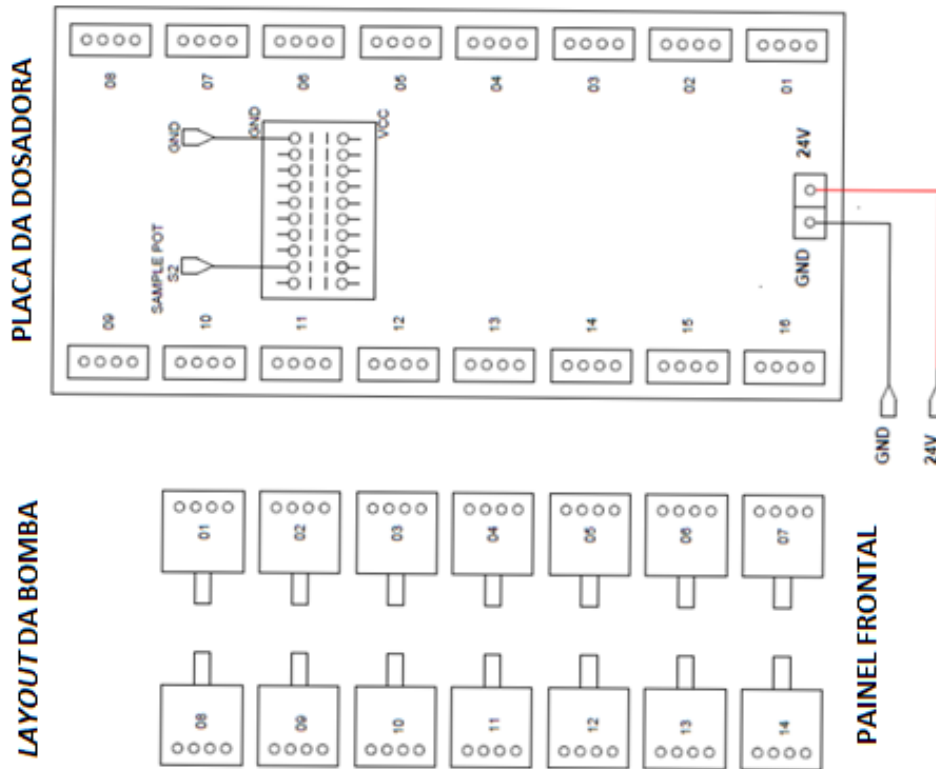 PLACA DA DOSADORA
08
07
06
05
04
03
02
01
GND
GND
VCC
SAMPLE POT
S2
24V
GND
09
10
11
12
13
14
15
16
GND
24V
LAYOUT DA BOMBA
01
02
03
04
05
06
07
08
09
10
11
12
13
14
PAINEL FRONTAL